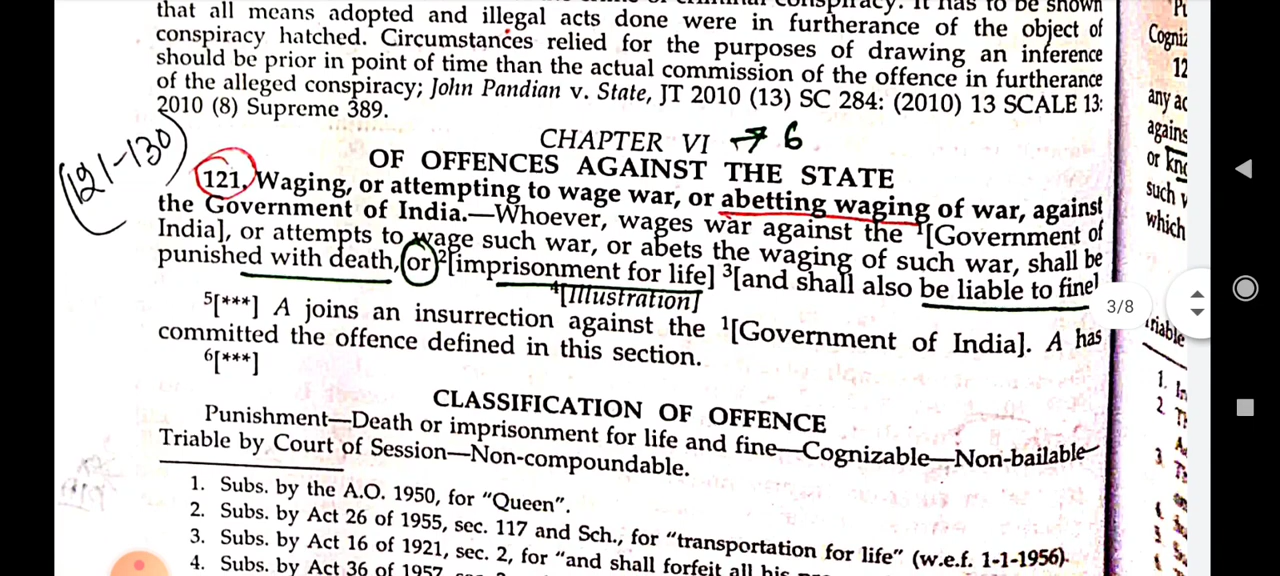 that all means adopted and illegal acts done were in furtherance of the object of
conspiracy hatched. Circumstances relied for the purposes of drawing an inference
should be prior in point of time than the actual commission of the offence in furtherance
of the alleged conspiracy; John Pandian v. State, JT 2010 (13) SC 284: (2010) 13 SCALE 13:
2010 (8) Supreme 389.
(121-130)
CHAPTER VI → 6
OF OFFENCES AGAINST THE STATE
121. Waging, or attempting to wage war, or abetting waging of war, against
the Government of India.—Whoever, wages war against the 1[Government of
India], or attempts to wage such war, or abets the waging of such war, shall be
punished with death, or 2[imprisonment for life] 3[and shall also be liable to fine]
4[Illustration]
5[***] A joins an insurrection against the 1[Government of India]. A has
committed the offence defined in this section.
6[***]
CLASSIFICATION OF OFFENCE
Punishment—Death or imprisonment for life and fine—Cognizable—Non-bailable
Triable by Court of Session—Non-compoundable.
1. Subs. by the A.O. 1950, for "Queen".
2. Subs. by Act 26 of 1955, sec. 117 and Sch., for "transportation for life" (w.e.f. 1-1-1956).
3. Subs. by Act 16 of 1921, sec. 2, for "and shall forfeit all his
4. Subs. by Act 36 of 1957
3/8
12
any ac
agains
or
such
which
1.
2.
3